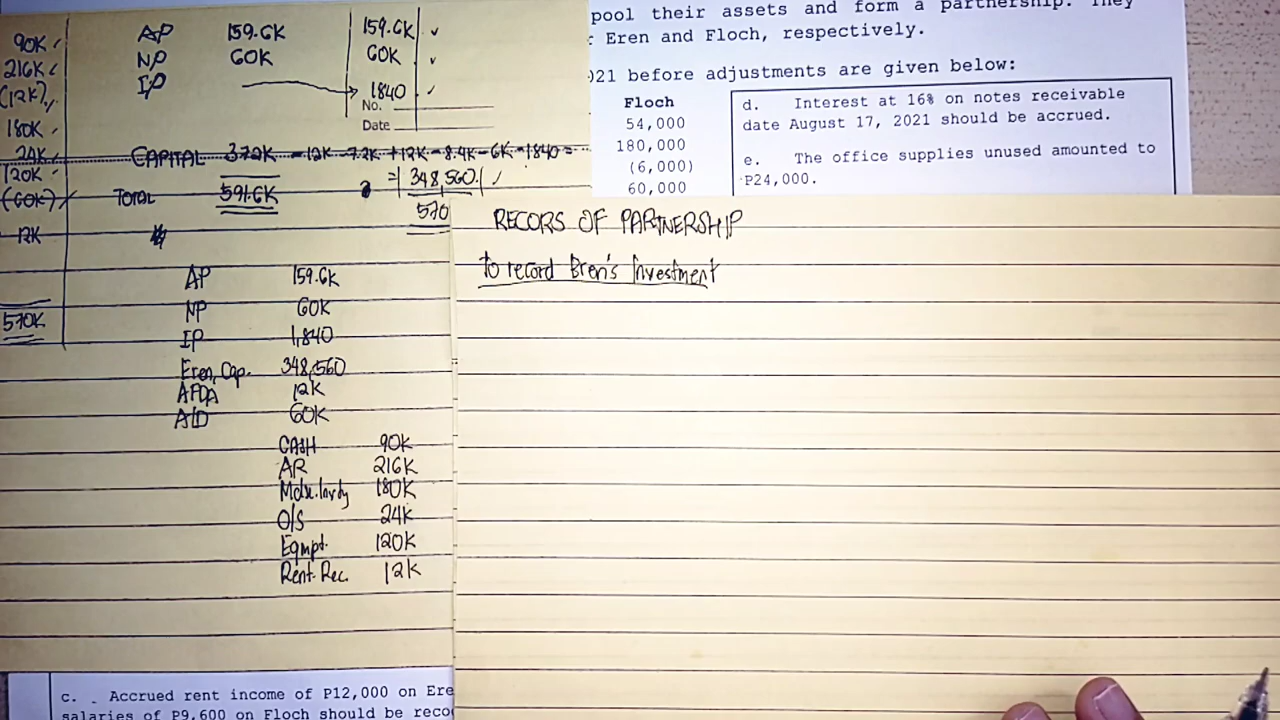 90K ✓
216K ✓
(12K) ✓
180K ✓
24K
120K
(60K) ✓
12K
570K
AP 159.6K 159.6K ✓
NP 60K 60K ✓
IP → 1840 ✓
No.
Date
CAPITAL 372K -12K -7.2K +12K -8.4K -6K -1840 =
= 348,560 ✓
TOTAL 591.6K
570
AP 159.6K
NP 60K
IP 1,840
Eren, Cap. 348,560
AFDA 12K
A/D 60K
CASH 90K
AR 216K
Mdse. Invty 180K
O/S 24K
Eqmpt. 120K
Rent Rec. 12K
c. Accrued rent income of P12,000 on Ere
salaries of P9,600 on Floch should be reco
pool their assets and form a partnership. They
Eren and Floch, respectively.
021 before adjustments are given below:
Floch
54,000
180,000
(6,000)
60,000
d. Interest at 16% on notes receivable
date August 17, 2021 should be accrued.
e. The office supplies unused amounted to
P24,000.
RECORS OF PARTNERSHIP
to record Eren's Investment